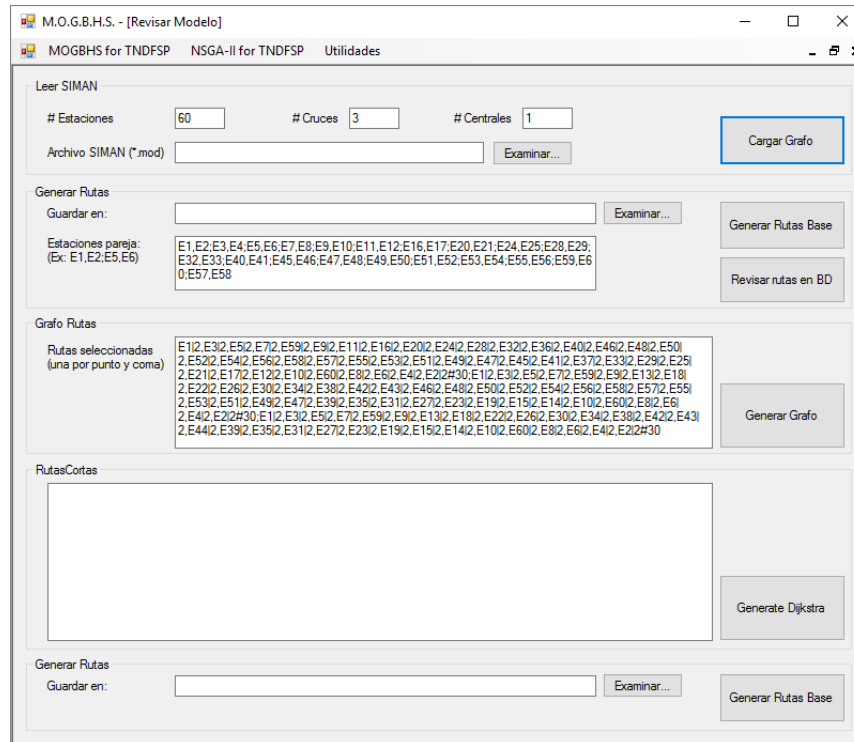 M.O.G.B.H.S. - [Revisar Modelo]
MOGBHS for TNDFSP NSGA-II for TNDFSP Utilidades
Leer SIMAN
# Estaciones 60 # Cruces 3 # Centrales 1
Cargar Grafo
Archivo SIMAN (*.mod) Examinar...
Generar Rutas
Guardar en: Examinar...
Generar Rutas Base
Estaciones pareja:
(Ex: E1,E2;E5,E6)
E1,E2;E3,E4;E5,E6;E7,E8;E9,E10;E11,E12;E16,E17;E20,E21;E24,E25;E28,E29;
E32,E33;E40,E41;E45,E46;E47,E48;E49,E50;E51,E52;E53,E54;E55,E56;E59,E6
0;E57,E58
Revisar rutas en BD
Grafo Rutas
Rutas seleccionadas
(una por punto y coma)
E1|2,E3|2,E5|2,E7|2,E59|2,E9|2,E11|2,E16|2,E20|2,E24|2,E28|2,E32|2,E36|2,E40|2,E46|2,E48|2,E50|
2,E52|2,E54|2,E56|2,E58|2,E57|2,E55|2,E53|2,E51|2,E49|2,E47|2,E45|2,E41|2,E37|2,E33|2,E29|2,E25|
2,E21|2,E17|2,E12|2,E10|2,E60|2,E8|2,E6|2,E4|2,E2|2#30;E1|2,E3|2,E5|2,E7|2,E59|2,E9|2,E13|2,E18|
2,E22|2,E26|2,E30|2,E34|2,E38|2,E42|2,E43|2,E46|2,E48|2,E50|2,E52|2,E54|2,E56|2,E58|2,E57|2,E55|
2,E53|2,E51|2,E49|2,E47|2,E39|2,E35|2,E31|2,E27|2,E23|2,E19|2,E15|2,E14|2,E10|2,E60|2,E8|2,E6|
2,E4|2,E2|2#30;E1|2,E3|2,E5|2,E7|2,E59|2,E9|2,E13|2,E18|2,E22|2,E26|2,E30|2,E34|2,E38|2,E42|2,E43|
2,E44|2,E39|2,E35|2,E31|2,E27|2,E23|2,E19|2,E15|2,E14|2,E10|2,E60|2,E8|2,E6|2,E4|2,E2|2#30
Generar Grafo
RutasCortas
Generate Dijkstra
Generar Rutas
Guardar en: Examinar...
Generar Rutas Base